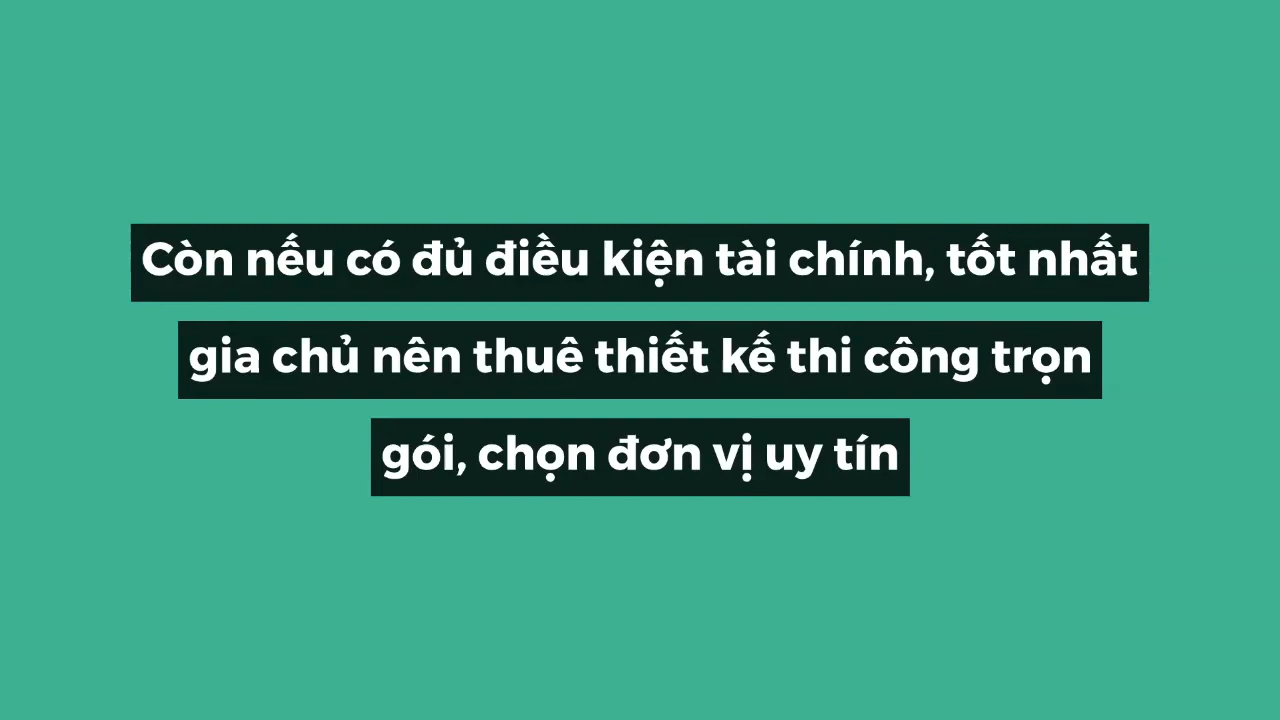 Còn nếu có đủ điều kiện tài chính, tốt nhất
gia chủ nên thuê thiết kế thi công trọn
gói, chọn đơn vị uy tín